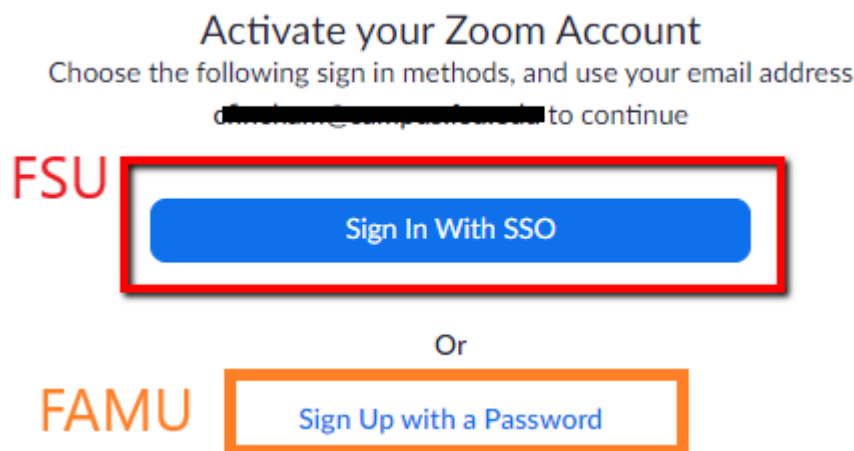 Activate your Zoom Account
Choose the following sign in methods, and use your email address
to continue
FSU
Sign In With SSO
Or
FAMU
Sign Up with a Password